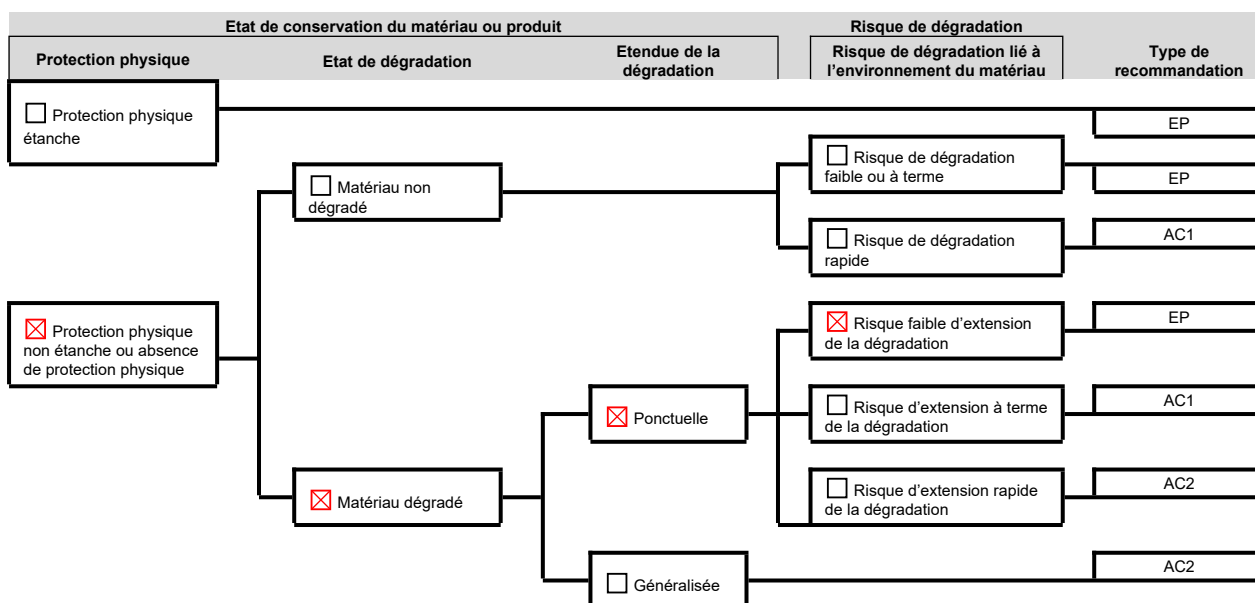 Etat de conservation du matériau ou produit
Risque de dégradation
Protection physique
Etat de dégradation
Etendue de la
dégradation
Risque de dégradation lié à
l'environnement du matériau
Type de
recommandation
Protection physique
étanche
EP
Matériau non
dégradé
Risque de dégradation
faible ou à terme
EP
Risque de dégradation
rapide
AC1
Protection physique
non étanche ou absence
de protection physique
Risque faible d'extension
de la dégradation
EP
Ponctuelle
Risque d'extension à terme
de la dégradation
AC1
Matériau dégradé
Risque d'extension rapide
de la dégradation
AC2
Généralisée
AC2